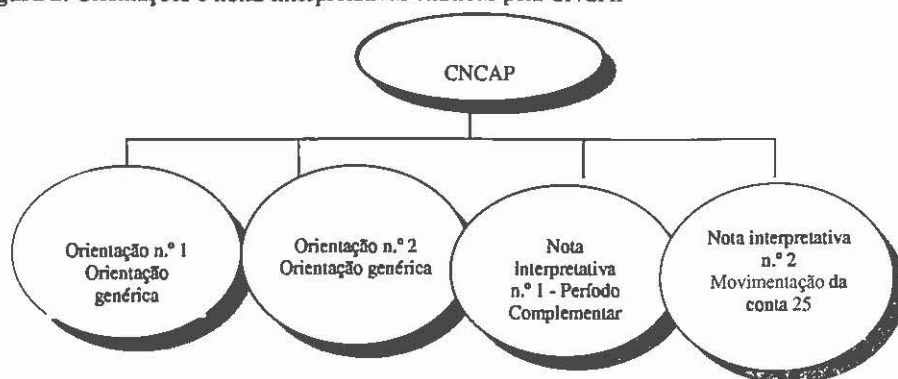 CNCAP
Orientação n.º 1
Orientação
genérica
Orientação n.º 2
Orientação genérica
Nota
Interpretativa
n.º 1 - Período
Complementar
Nota interpretativa
n.º 2
Movimentação da
conta 25